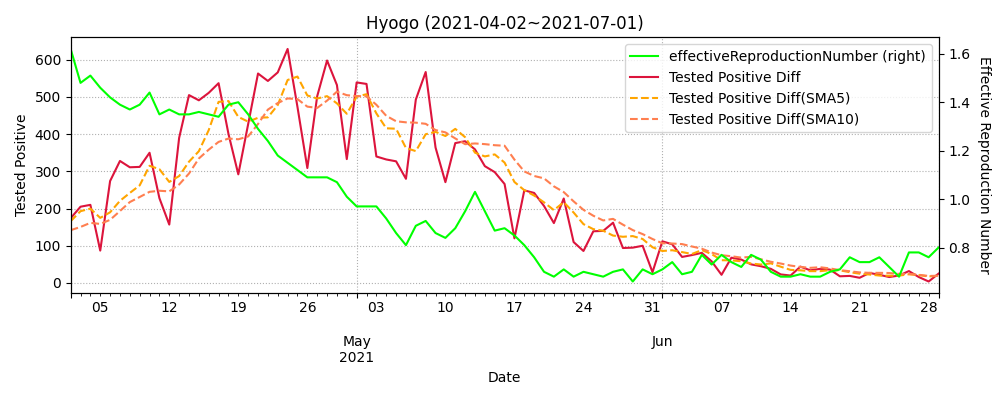 Hyogo (2021-04-02~2021-07-01)
effectiveReproductionNumber (right)
Tested Positive Diff
Tested Positive Diff(SMA5)
Tested Positive Diff(SMA10)
Tested Positive
600
500
400
300
200
100
0
1.6
1.4
1.2
1.0
0.8
Effective Reproduction Number
05 12 19 26 03 10 17 24 31 07 14 21 28
May Jun
2021
Date